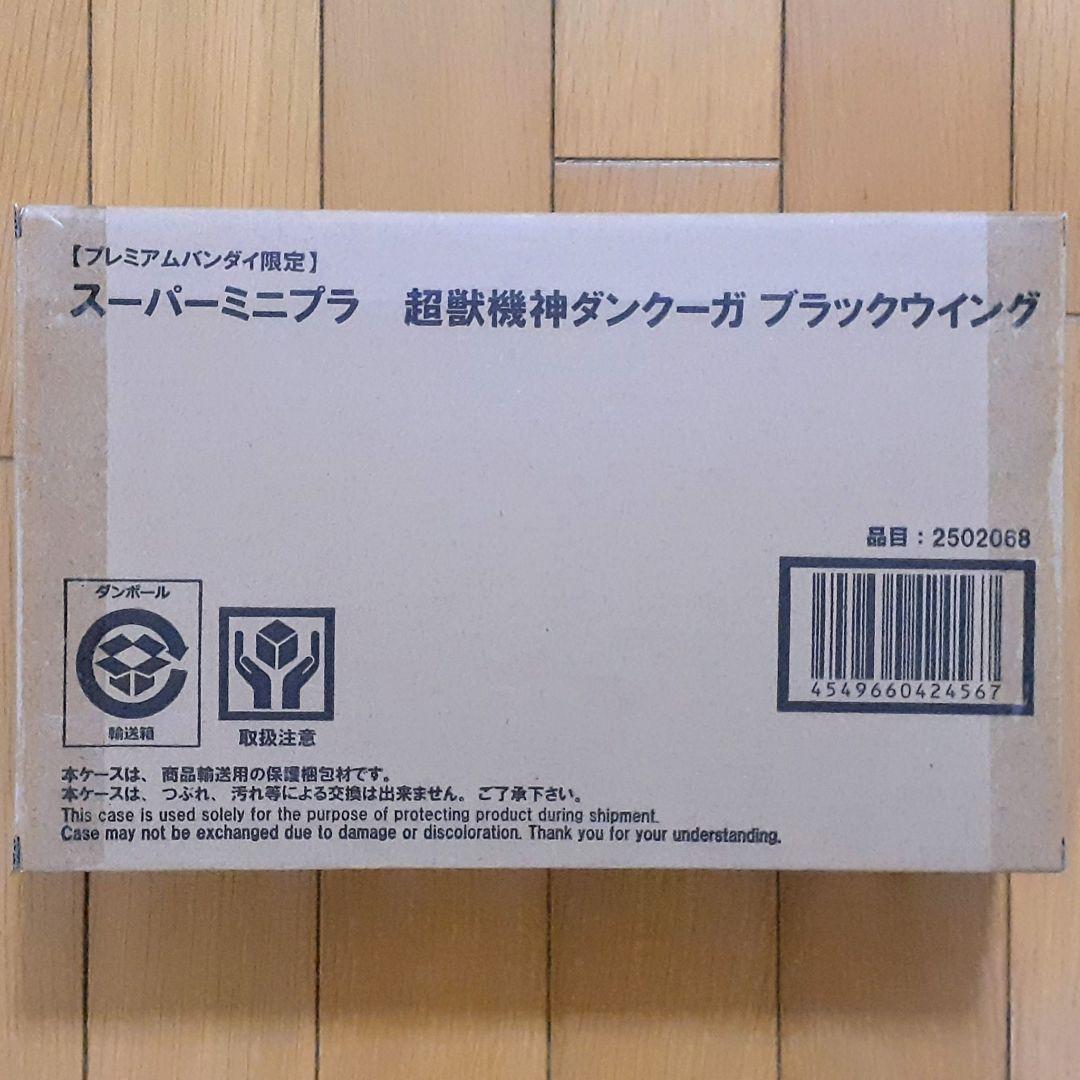 【プレミアムバンダイ限定】
スーパーミニプラ　超獣機神ダンクーガ ブラックウイング
品目：2502068
4549660424567
ダンボール
輸送箱
取扱注意
本ケースは、商品輸送用の保護梱包材です。
本ケースは、つぶれ、汚れ等による交換は出来ません。ご了承下さい。
This case is used solely for the purpose of protecting product during shipment.
Case may not be exchanged due to damage or discoloration. Thank you for your understanding.